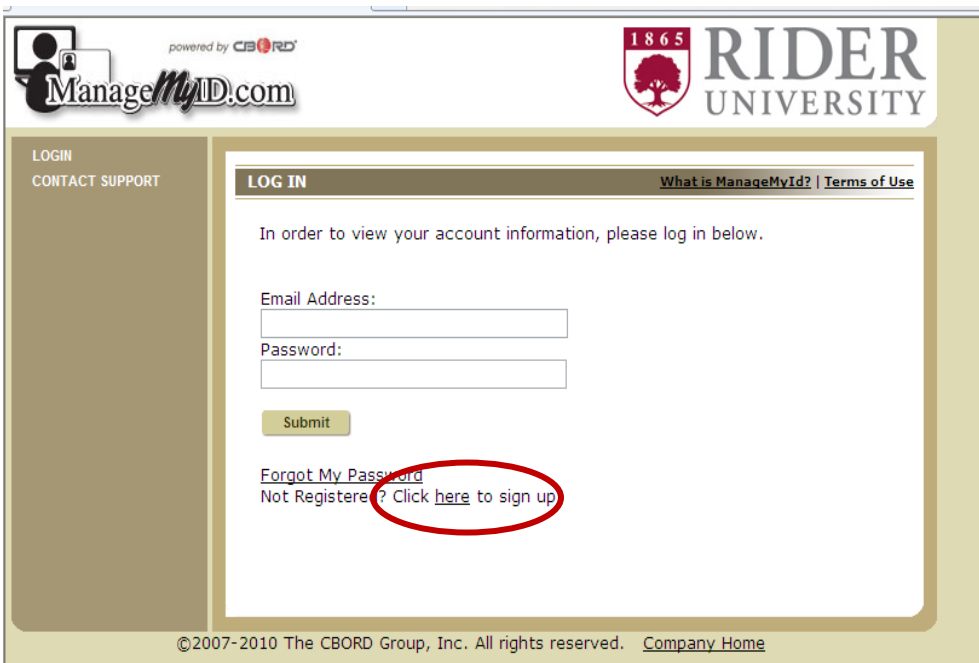 powered by CBORD
ManageMyID.com
1865
RIDER
UNIVERSITY
LOGIN
CONTACT SUPPORT
LOG IN
What is ManageMyId? | Terms of Use
In order to view your account information, please log in below.
Email Address:
Password:
Submit
Forgot My Password
Not Registered? Click here to sign up
©2007-2010 The CBORD Group, Inc. All rights reserved. Company Home